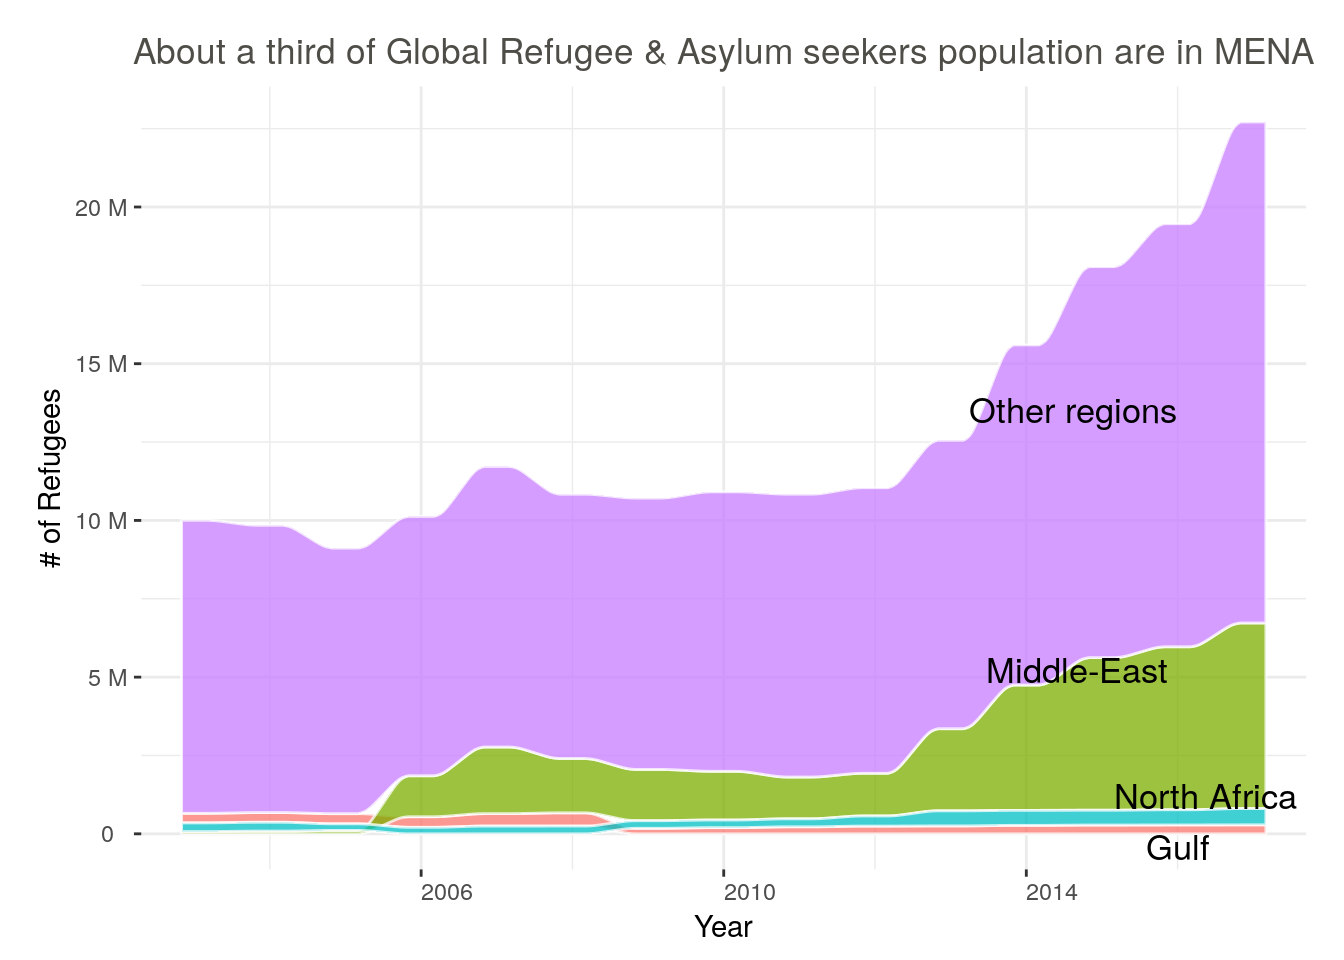 About a third of Global Refugee & Asylum seekers population are in MENA
# of Refugees
20 M
15 M
10 M
5 M
0
Other regions
Middle-East
North Africa
Gulf
2006
2010
2014
Year